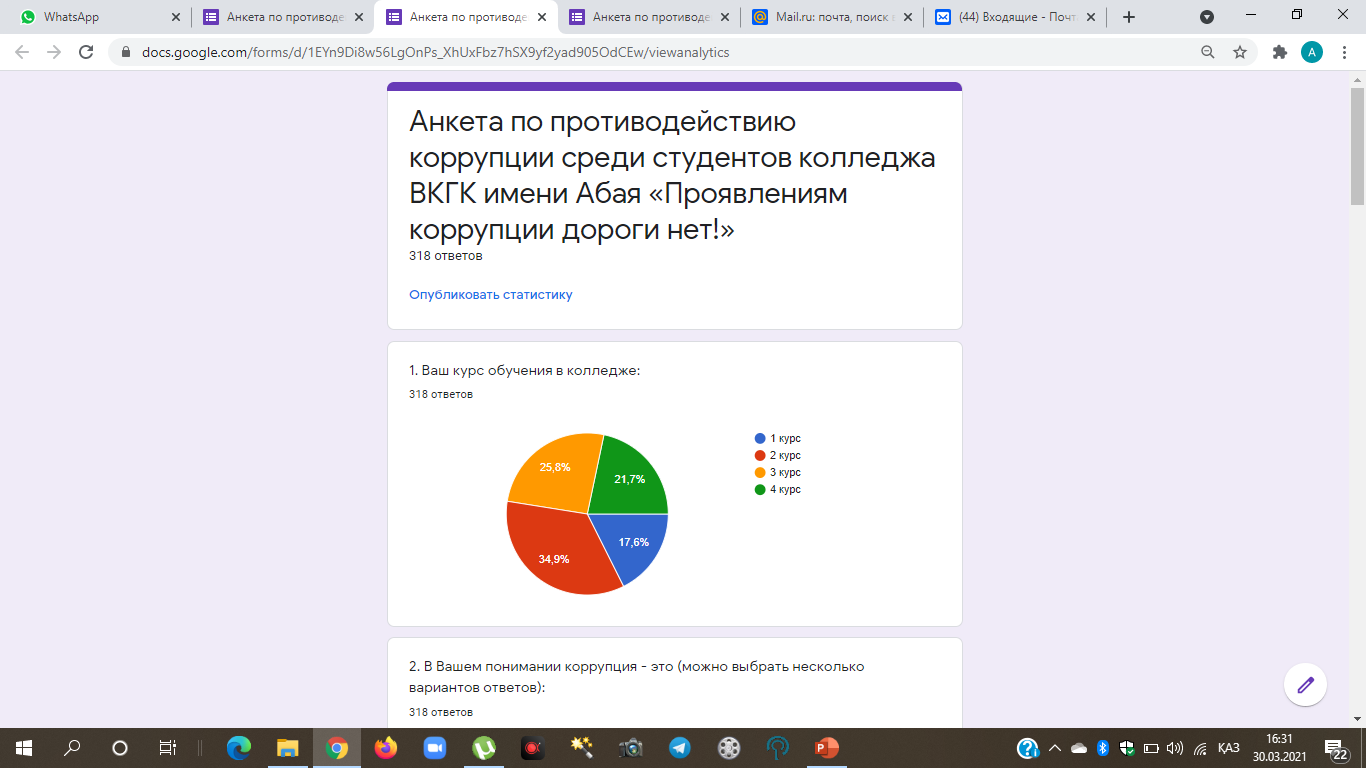 WhatsApp
Анкета по противоде
Анкета по противоде
Анкета по противоде
Mail.ru: почта, поиск
(44) Входящие - Почт
docs.google.com/forms/d/1EYn9Di8w56LgOnPs_XhUxFbz7hSX9yf2yad905OdCEw/viewanalytics
A
Анкета по противодействию
коррупции среди студентов колледжа
ВКГК имени Абая «Проявлениям
коррупции дороги нет!»
318 ответов
Опубликовать статистику
1. Ваш курс обучения в колледже:
318 ответов
25,8%
21,7%
34,9%
17,6%
1 курс
2 курс
3 курс
4 курс
2. В Вашем понимании коррупция - это (можно выбрать несколько
вариантов ответов):
318 ответов
ҚАЗ
16:31
30.03.2021
22